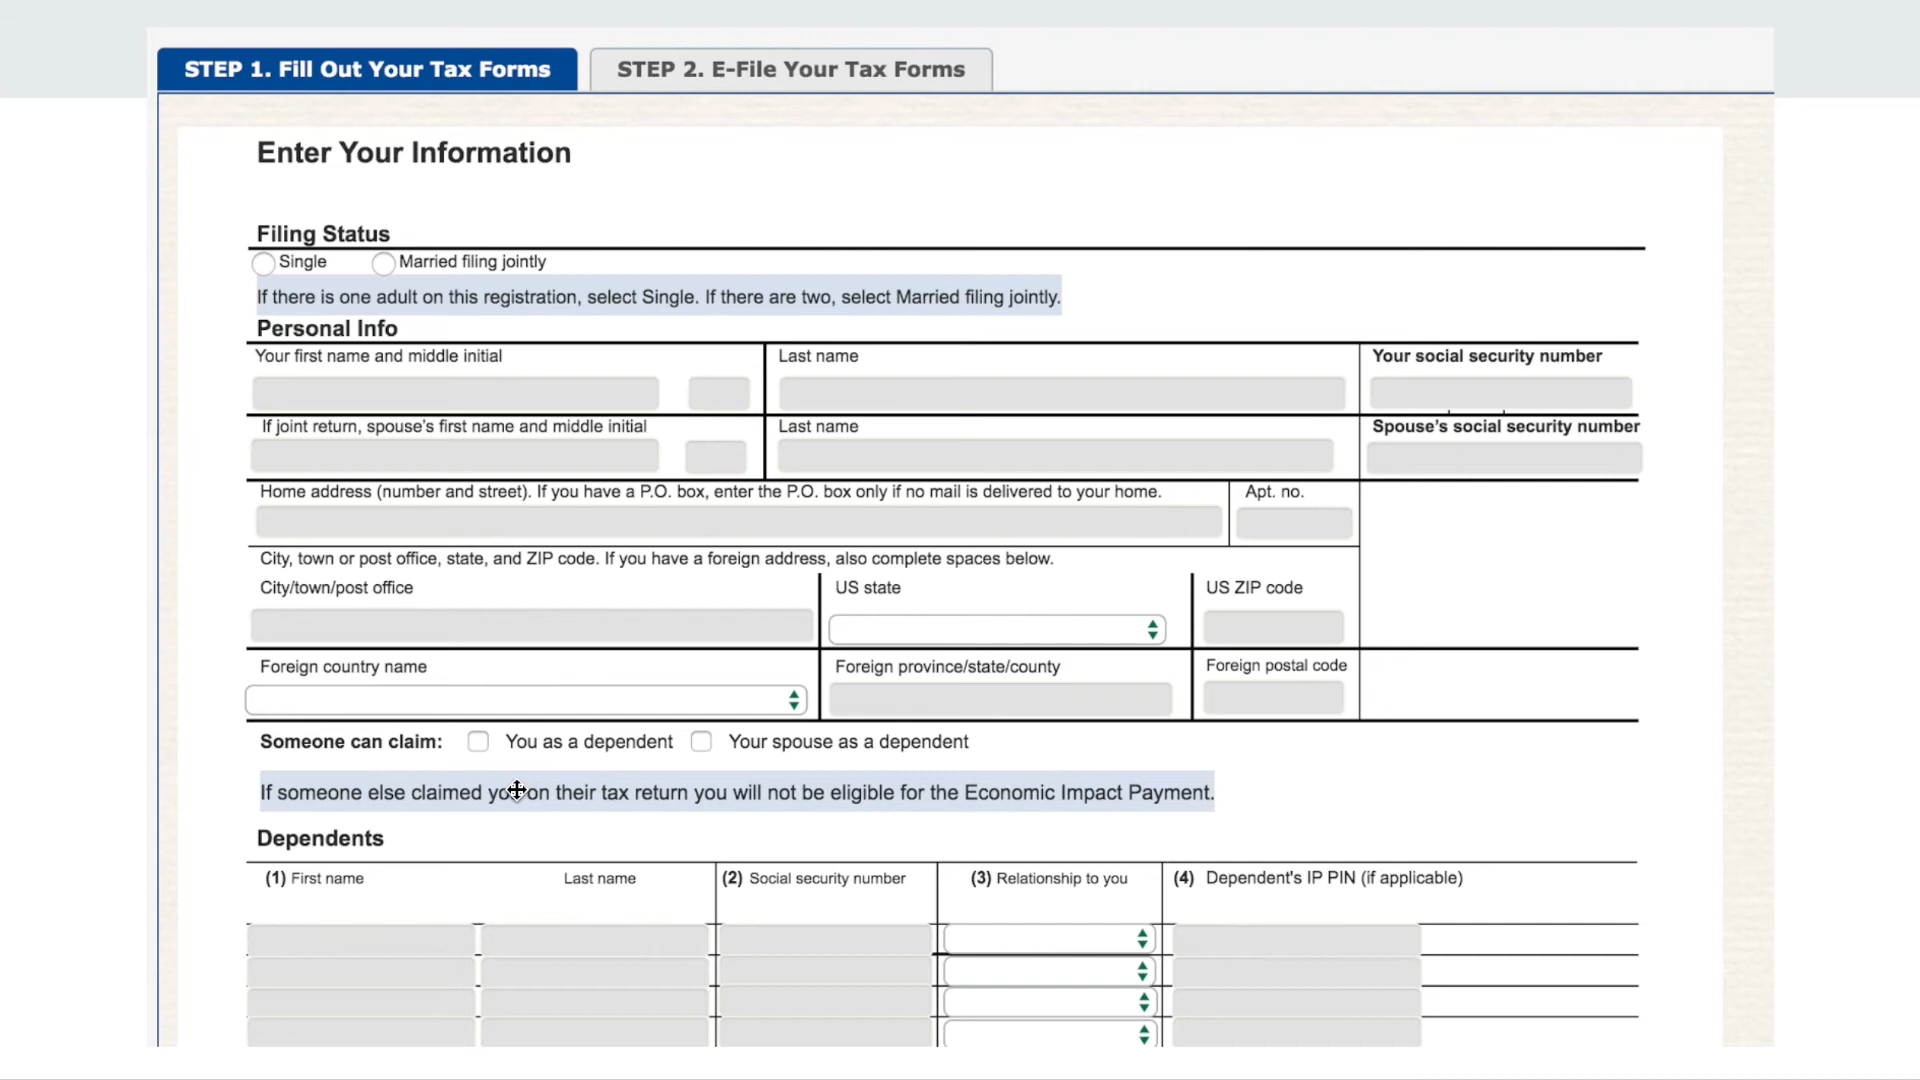 STEP 1. Fill Out Your Tax Forms
STEP 2. E-File Your Tax Forms
Enter Your Information
Filing Status
Single
Married filing jointly
If there is one adult on this registration, select Single. If there are two, select Married filing jointly.
Personal Info
Your first name and middle initial
Last name
Your social security number
If joint return, spouse's first name and middle initial
Last name
Spouse's social security number
Home address (number and street). If you have a P.O. box, enter the P.O. box only if no mail is delivered to your home.
Apt. no.
City, town or post office, state, and ZIP code. If you have a foreign address, also complete spaces below.
City/town/post office
US state
US ZIP code
Foreign country name
Foreign province/state/county
Foreign postal code
Someone can claim:
You as a dependent
Your spouse as a dependent
If someone else claimed you on their tax return you will not be eligible for the Economic Impact Payment.
Dependents
(1) First name
Last name
(2) Social security number
(3) Relationship to you
(4) Dependent's IP PIN (if applicable)